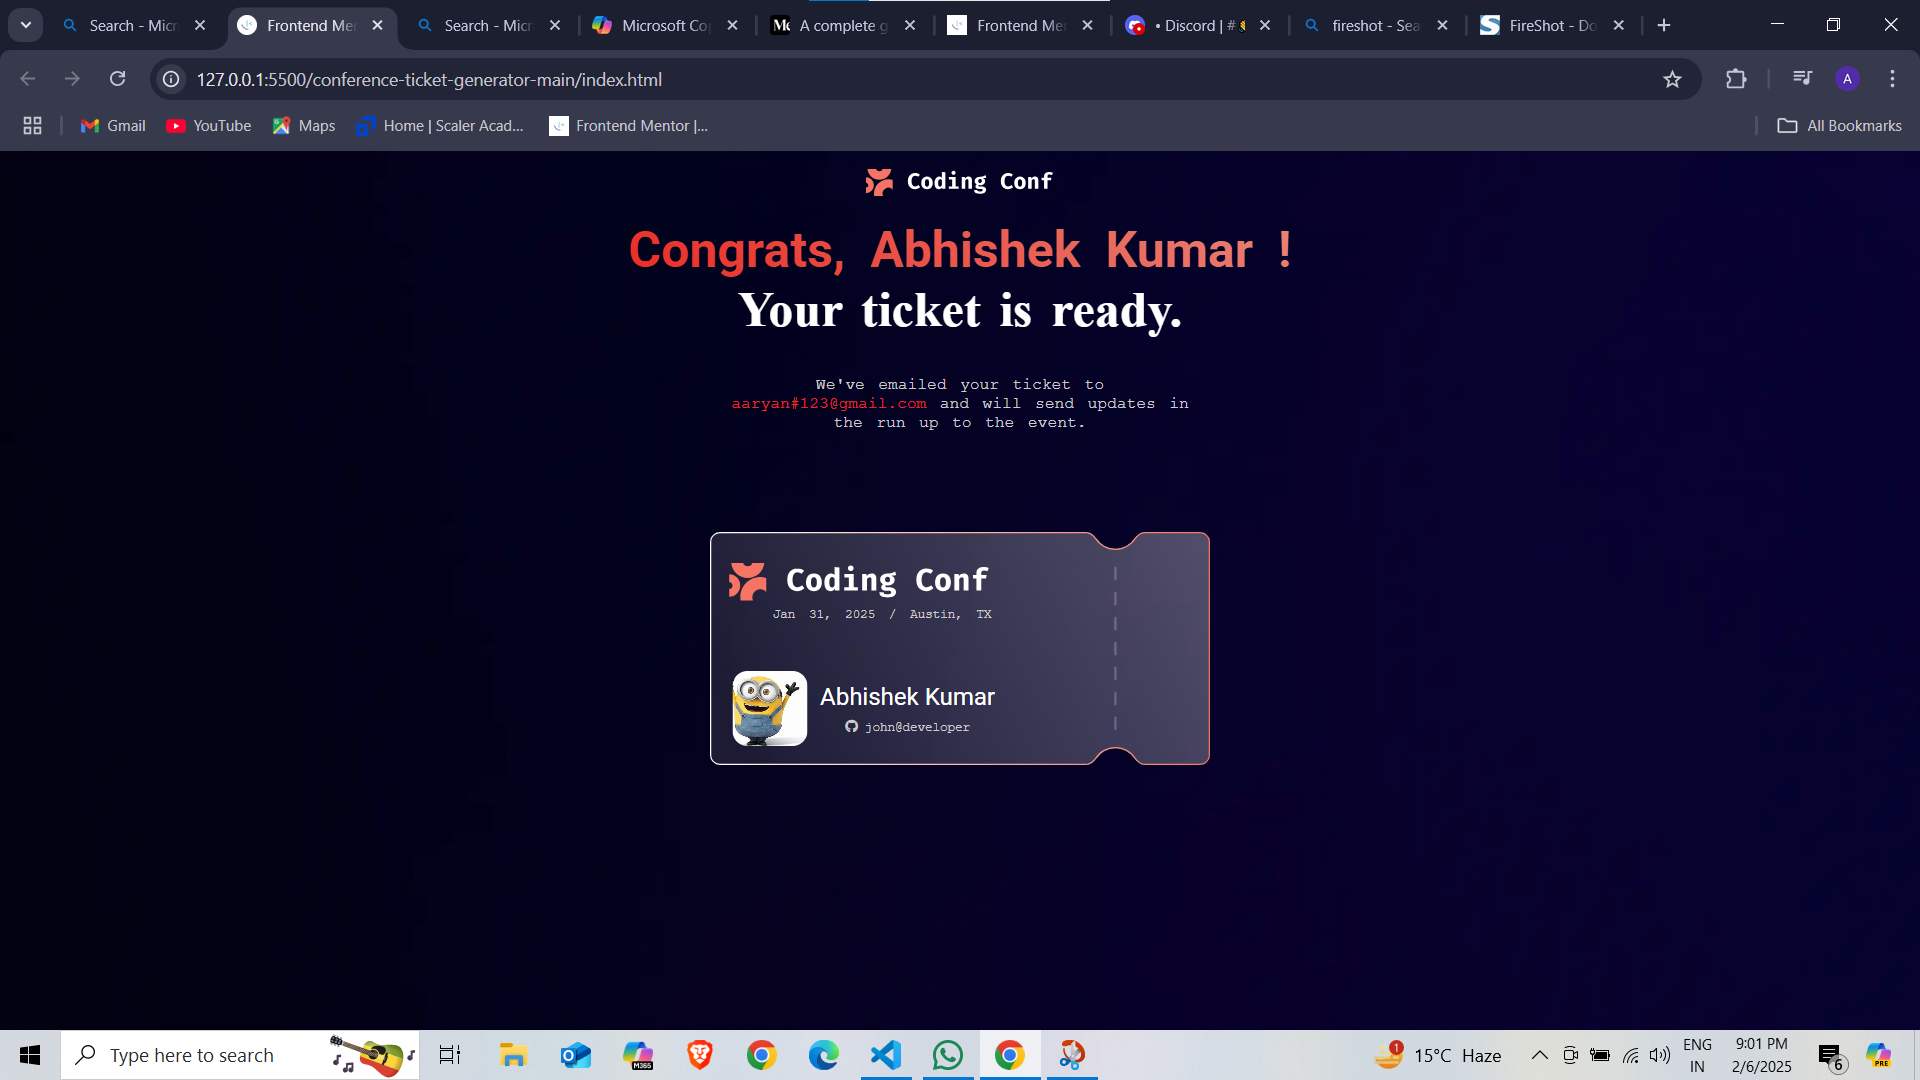 Search - Micr
Frontend Me
Search - Micr
Microsoft Co
A complete g
Frontend Me
• Discord | #
fireshot - Sea
FireShot - Do
127.0.0.1:5500/conference-ticket-generator-main/index.html
A
Gmail
YouTube
Maps
Home | Scaler Acad...
Frontend Mentor |...
All Bookmarks
Coding Conf
Congrats, Abhishek Kumar !
Your ticket is ready.
We've emailed your ticket to
aaryan#123@gmail.com and will send updates in
the run up to the event.
Coding Conf
Jan 31, 2025 / Austin, TX
Abhishek Kumar
john@developer
Type here to search
M365
1
15°C Haze
ENG
IN
9:01 PM
2/6/2025
6
PRE